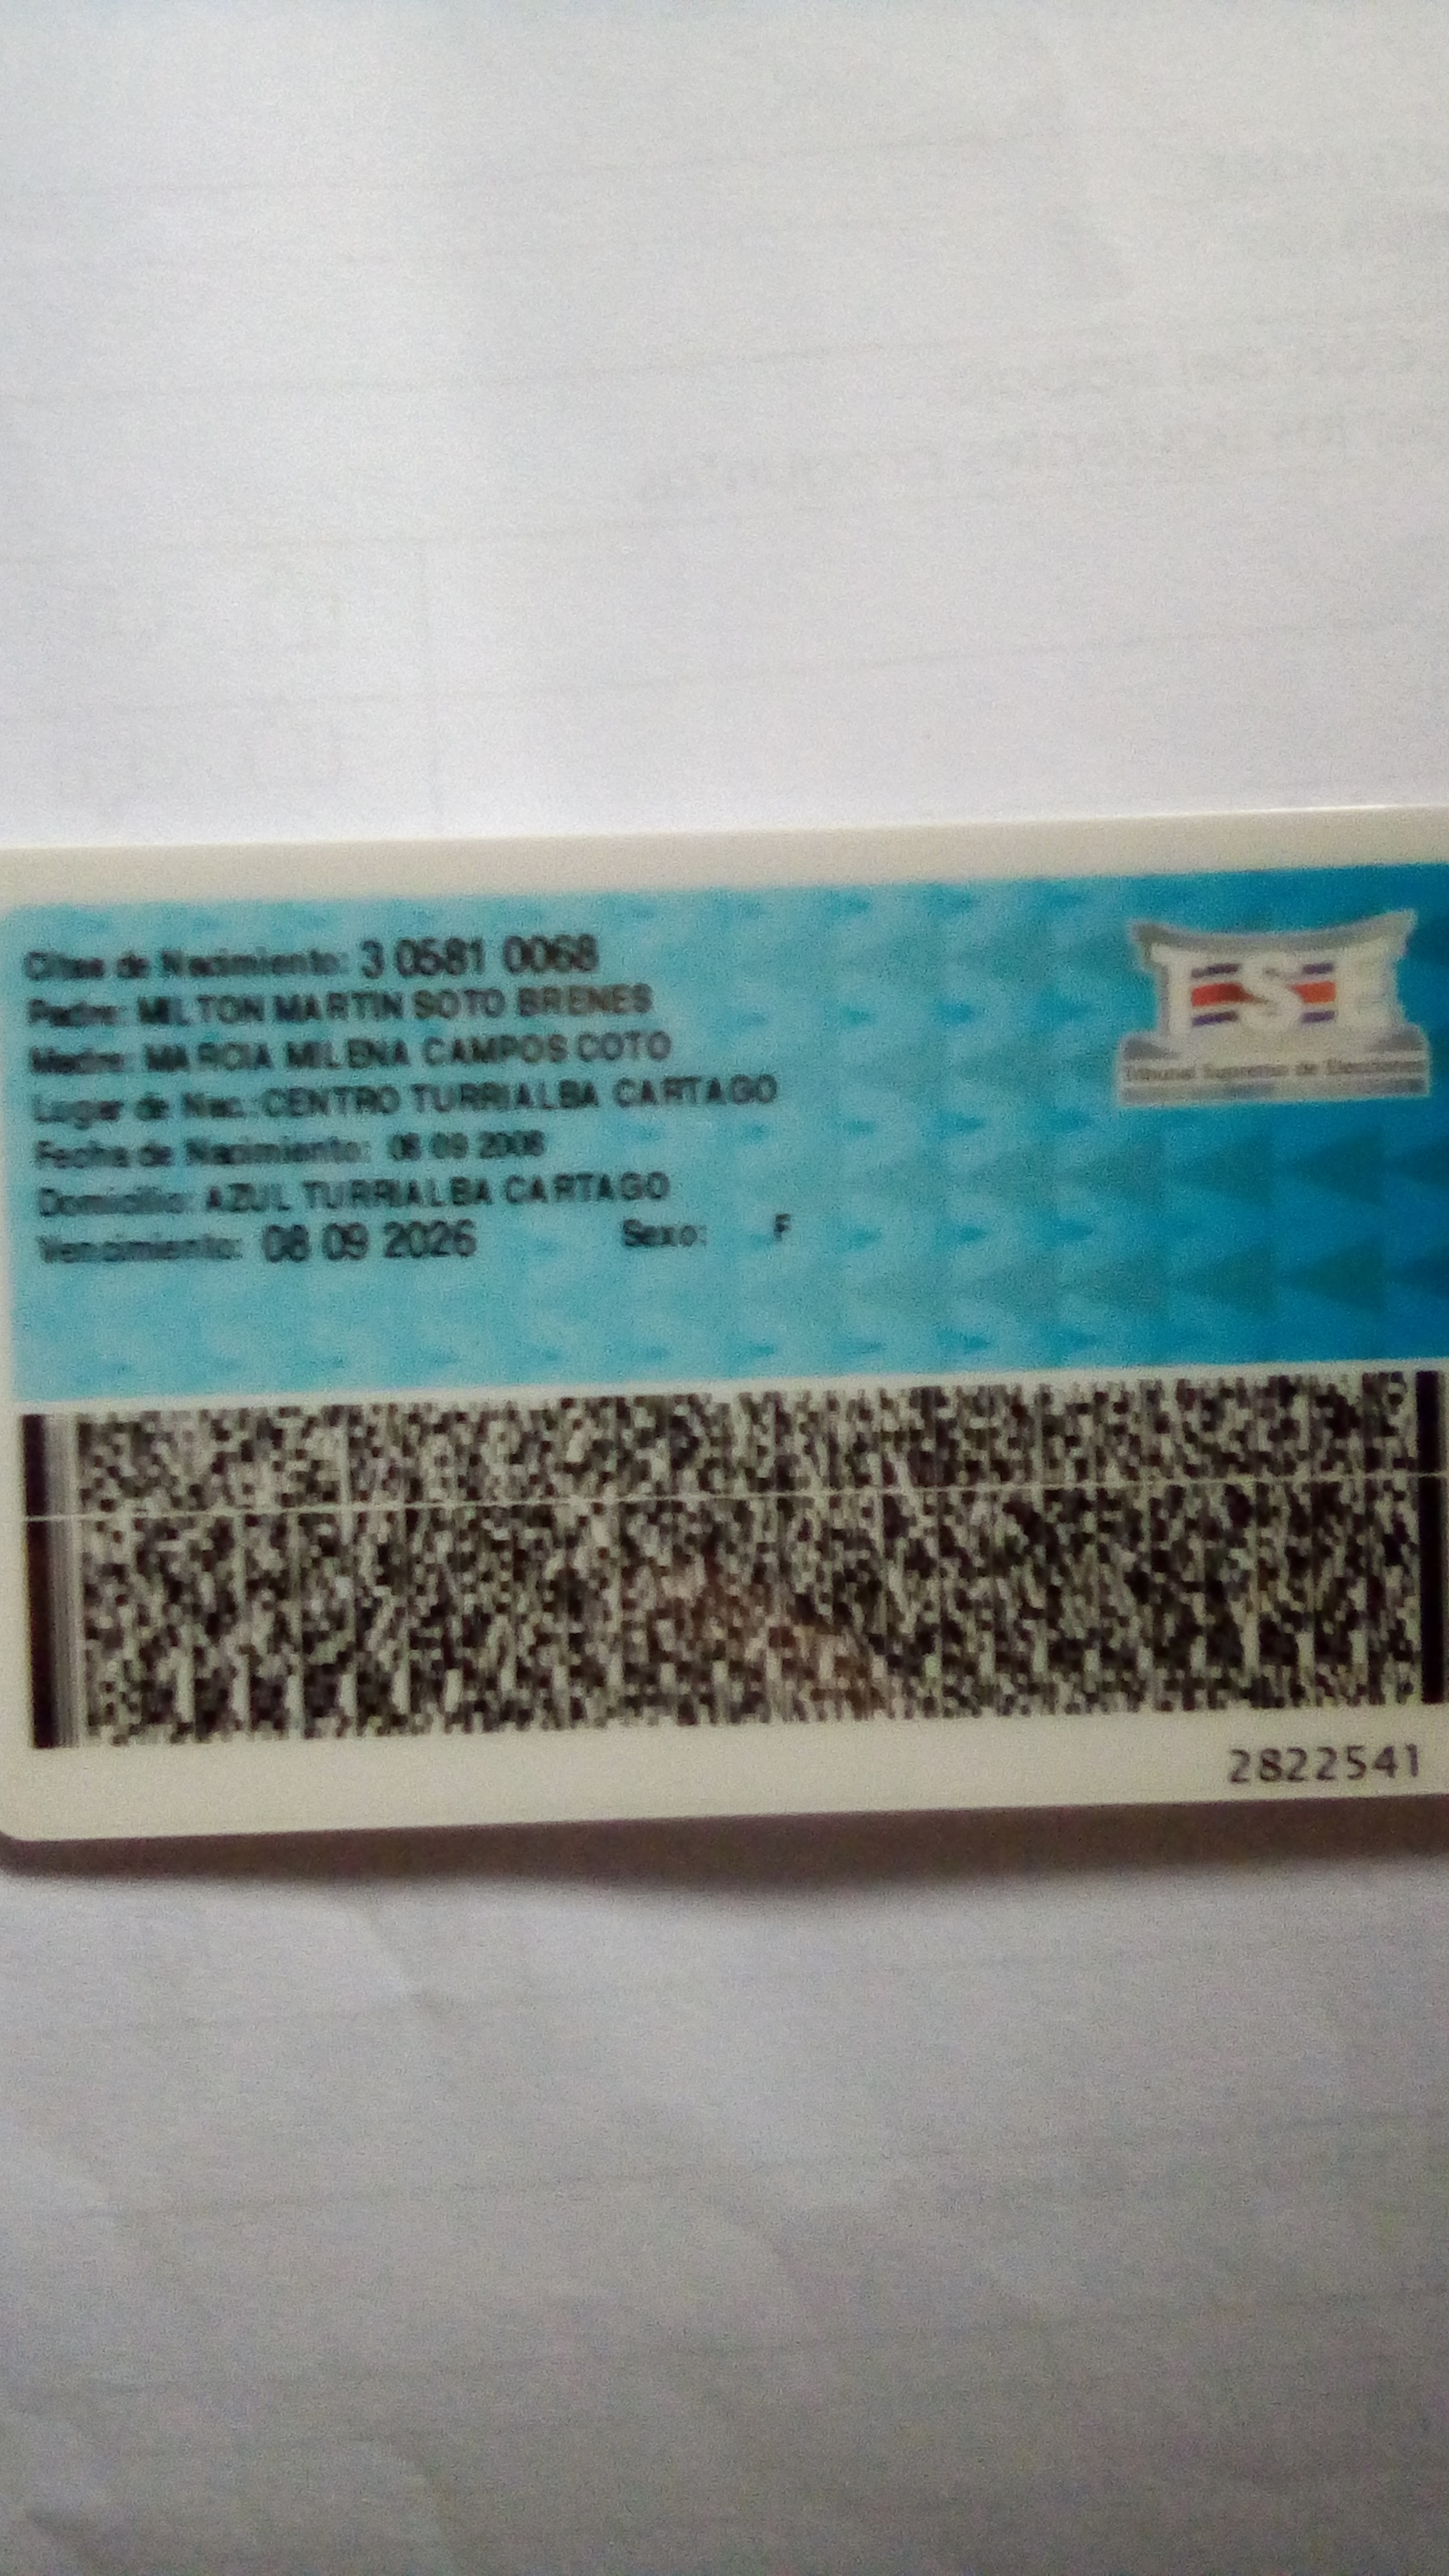 Citas de Nacimiento: 3 0581 0068
Padre: MILTON MARTIN SOTO BRENES
Madre: MARCIA MILENA CAMPOS COTO
Lugar de Nac.: CENTRO TURRIALBA CARTAGO
Fecha de Nacimiento: 08 09 2008
Domicilio: AZUL TURRIALBA CARTAGO
Vencimiento: 08 09 2026 Sexo: F
TSE
Tribunal Supremo de Elecciones
2822541